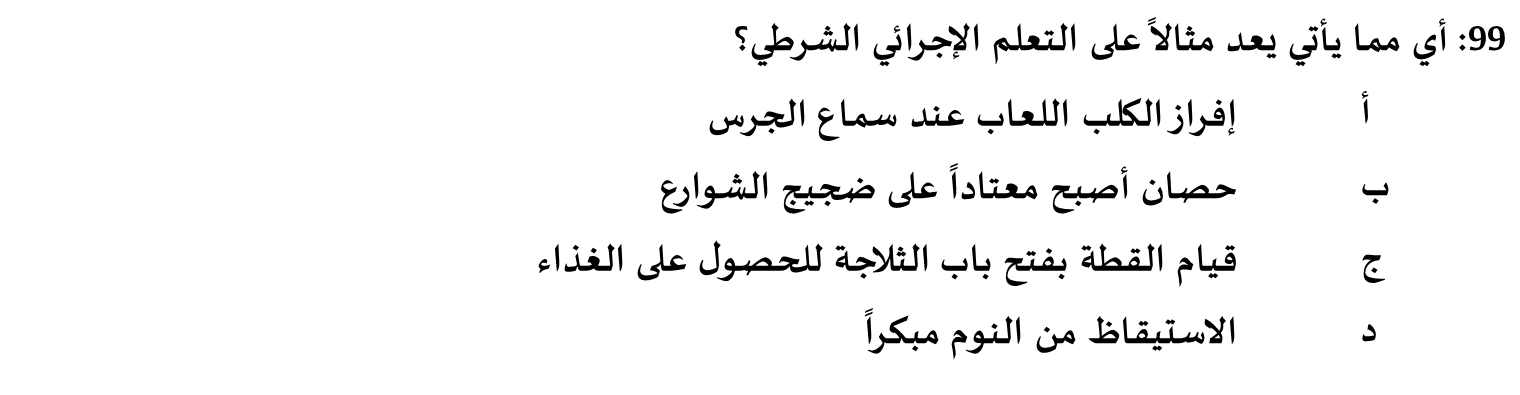 99: أي مما يأتي يعد مثالاً على التعلم الإجرائي الشرطي؟
أ إفراز الكلب اللعاب عند سماع الجرس
ب حصان أصبح معتاداً على ضجيج الشوارع
ج قيام القطة بفتح باب الثلاجة للحصول على الغذاء
د الاستيقاظ من النوم مبكراً